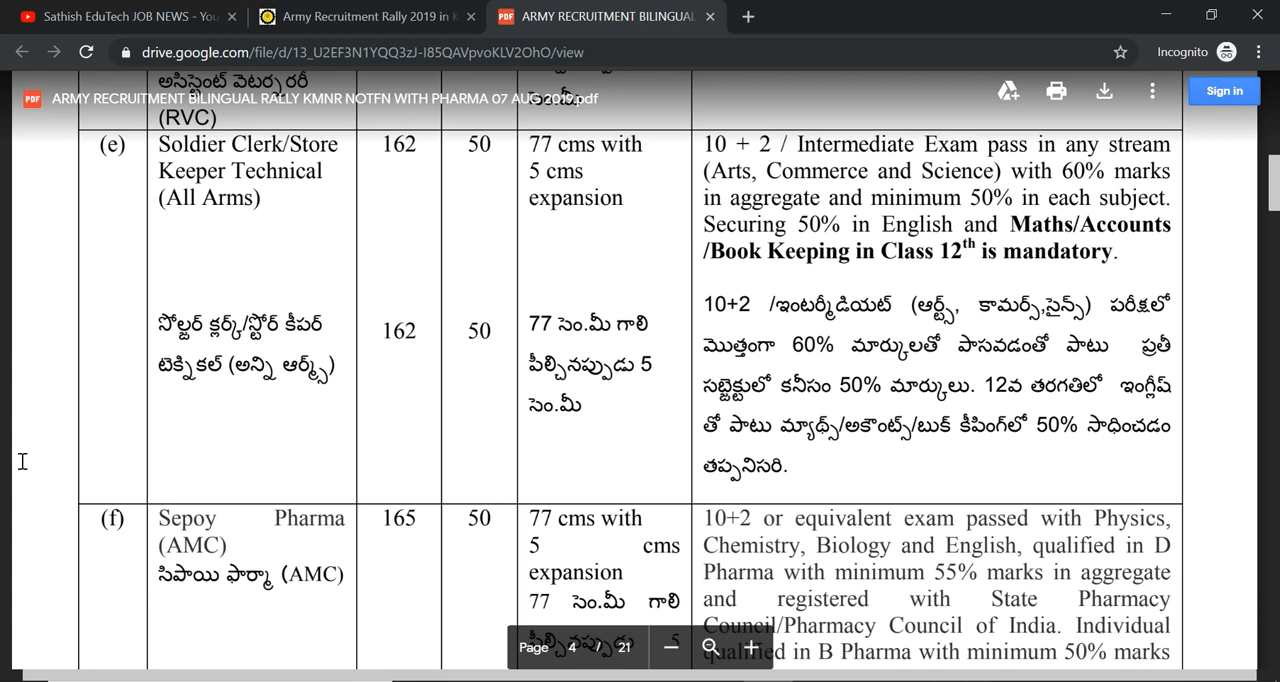 Sathish EduTech JOB NEWS - You
Army Recruitment Rally 2019 in K
PDF ARMY RECRUITMENT BILINGUAL
drive.google.com/file/d/13_U2EF3N1YQQ3zJ-I85QAVpvoKLV2OhO/view
Incognito
అసిస్టెంట్ వెటర్నరరీ
(RVC)
PDF ARMY RECRUITMENT BILINGUAL RALLY KMNR NOTFN WITH PHARMA 07 AUG 2019.pdf
Sign in
(e)
Soldier Clerk/Store
Keeper Technical
(All Arms)
162
50
77 cms with
5 cms
expansion
10 + 2 / Intermediate Exam pass in any stream
(Arts, Commerce and Science) with 60% marks
in aggregate and minimum 50% in each subject.
Securing 50% in English and Maths/Accounts
/Book Keeping in Class 12th is mandatory.
సోల్జర్ క్లర్క్/స్టోర్ కీపర్
టెక్నికల్ (అన్ని ఆర్మ్స్)
162
50
77 సెం.మీ గాలి
పీల్చినప్పుడు 5
సెం.మీ
10+2 /ఇంటర్మీడియట్ (ఆర్ట్స్, కామర్స్,సైన్స్) పరీక్షలో
మొత్తంగా 60% మార్కులతో పాసవడంతో పాటు ప్రతీ
సబ్జెక్టులో కనీసం 50% మార్కులు. 12వ తరగతిలో ఇంగ్లీష్
తో పాటు మ్యాథ్స్/అకౌంట్స్/బుక్ కీపింగ్‌లో 50% సాధించడం
తప్పనిసరి.
(f)
Sepoy Pharma
(AMC)
సిపాయి ఫార్మా (AMC)
165
50
77 cms with
5 cms
expansion
77 సెం.మీ గాలి
పీల్చినప్పుడు 5
10+2 or equivalent exam passed with Physics,
Chemistry, Biology and English, qualified in D
Pharma with minimum 55% marks in aggregate
and registered with State Pharmacy
Council/Pharmacy Council of India. Individual
qualified in B Pharma with minimum 50% marks
Page 4 / 21